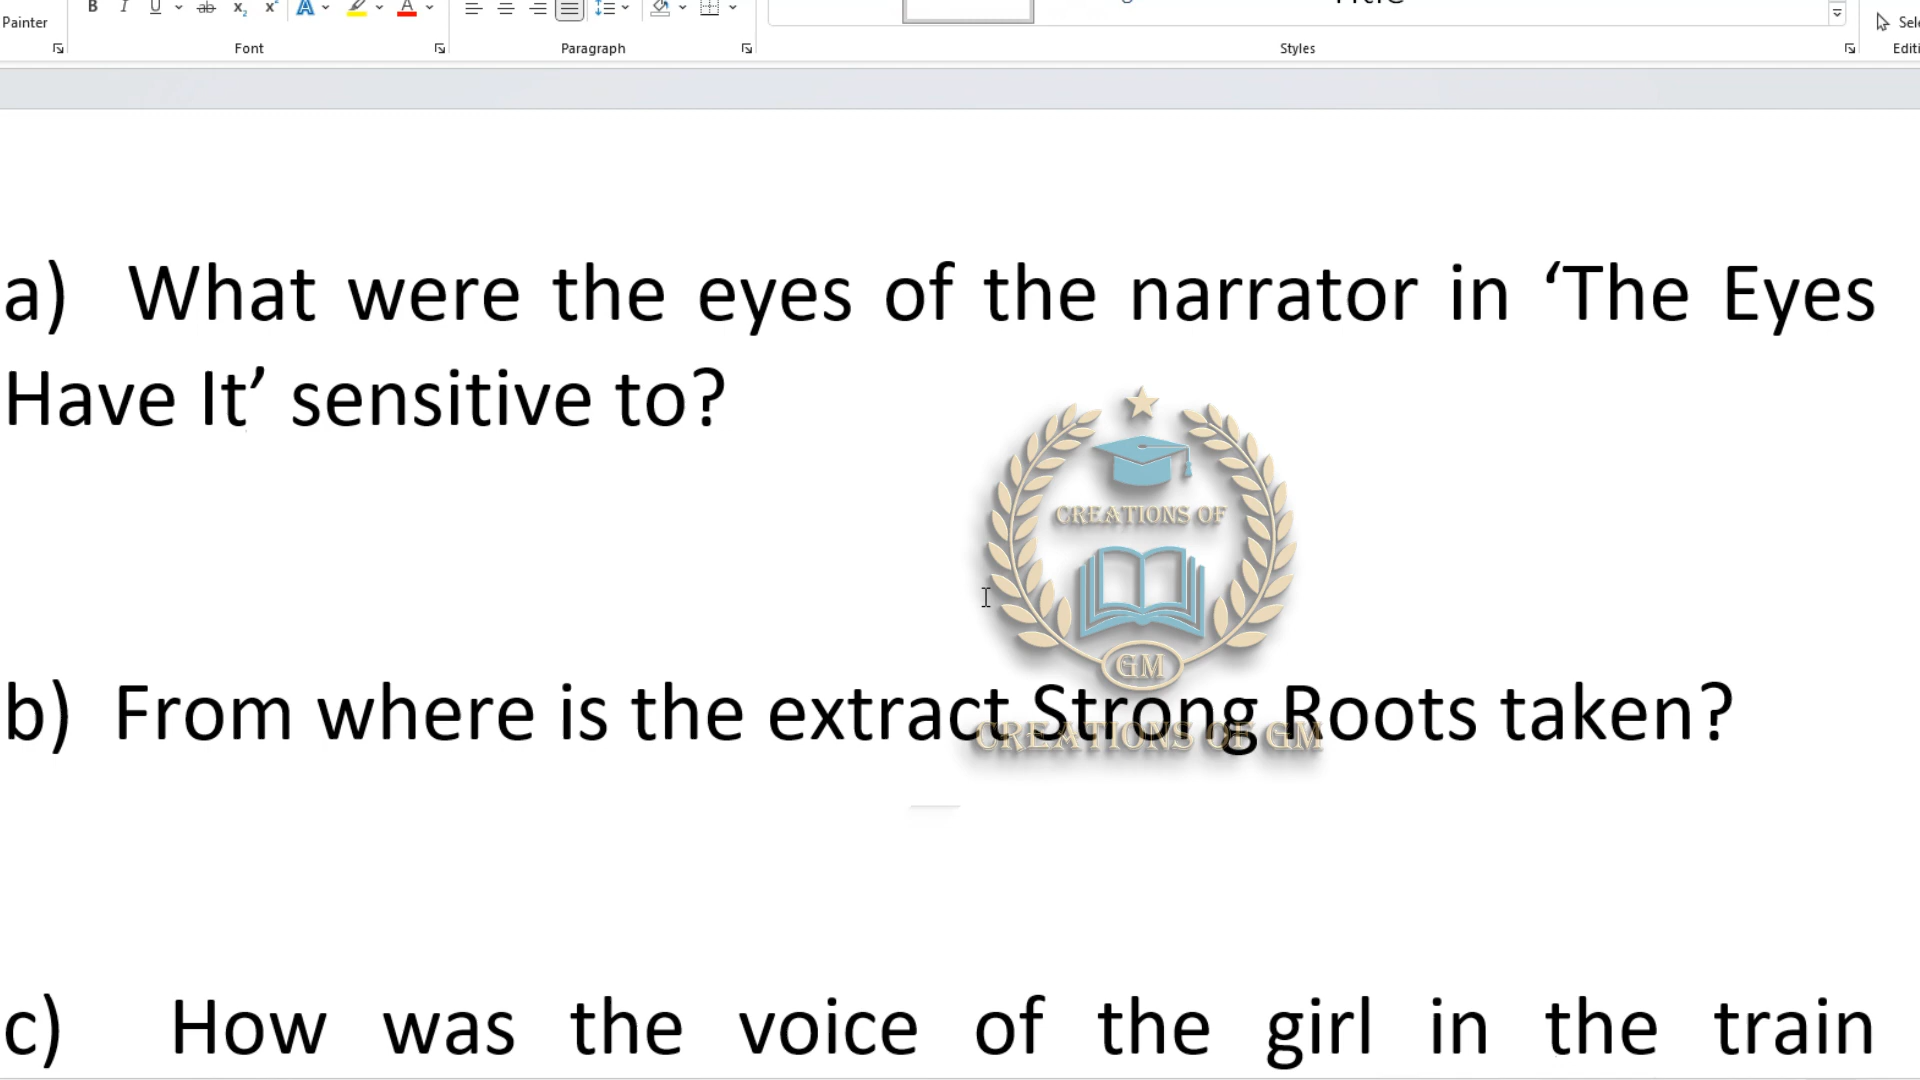 Painter
Font
Paragraph
Styles
Editi
a) What were the eyes of the narrator in ‘The Eyes
Have It’ sensitive to?
CREATIONS OF
GM
b) From where is the extract Strong Roots taken?
CREATIONS OF GM
c) How was the voice of the girl in the train